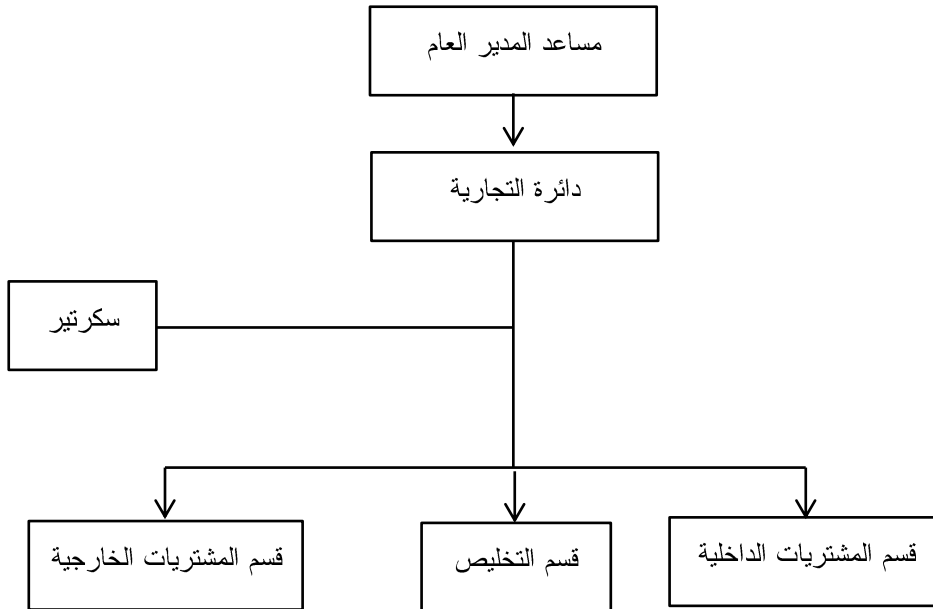 مساعد المدير العام
دائرة التجارية
سكرتير
قسم المشتريات الداخلية
قسم التخليص
قسم المشتريات الخارجية